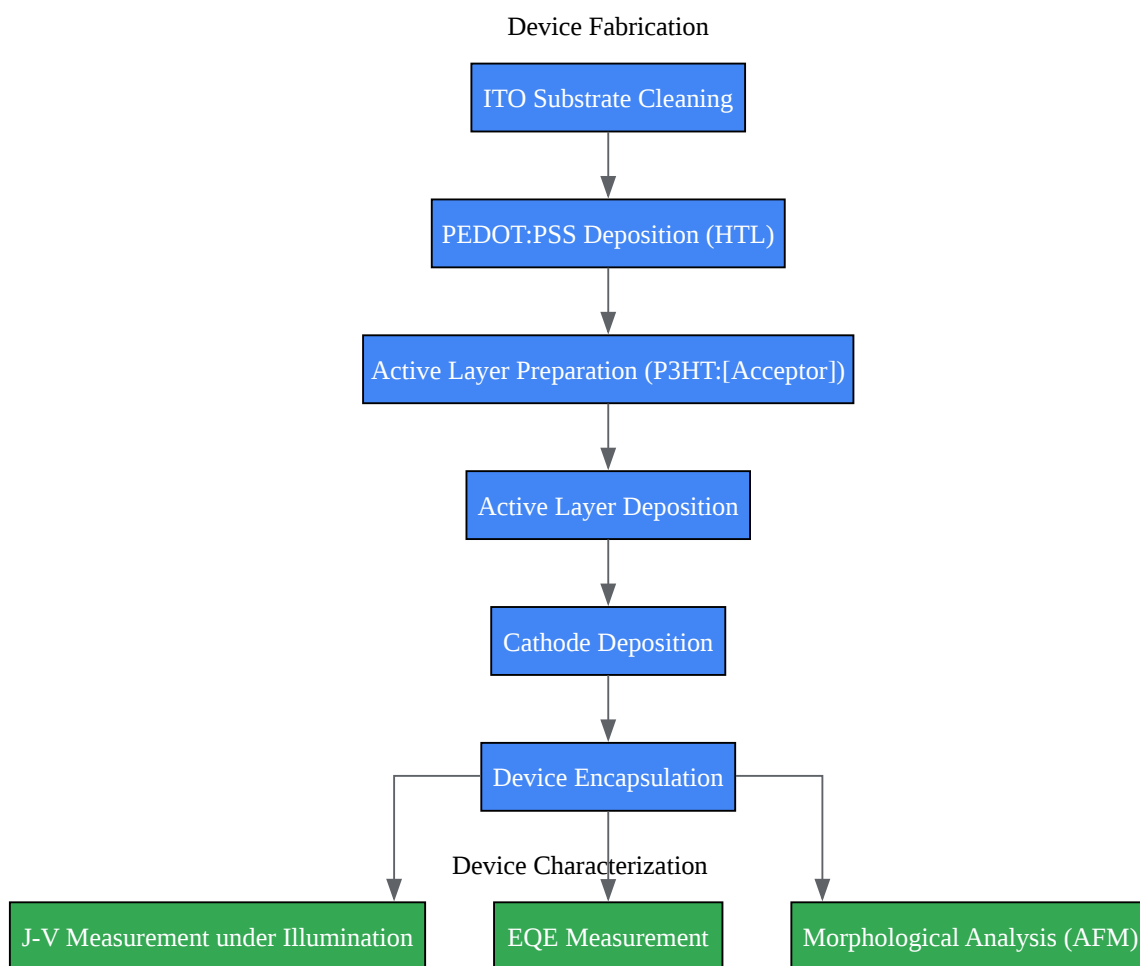 Device Fabrication
ITO Substrate Cleaning
PEDOT:PSS Deposition (HTL)
Active Layer Preparation (P3HT:[Acceptor])
Active Layer Deposition
Cathode Deposition
Device Encapsulation
Device Characterization
J-V Measurement under Illumination
EQE Measurement
Morphological Analysis (AFM)